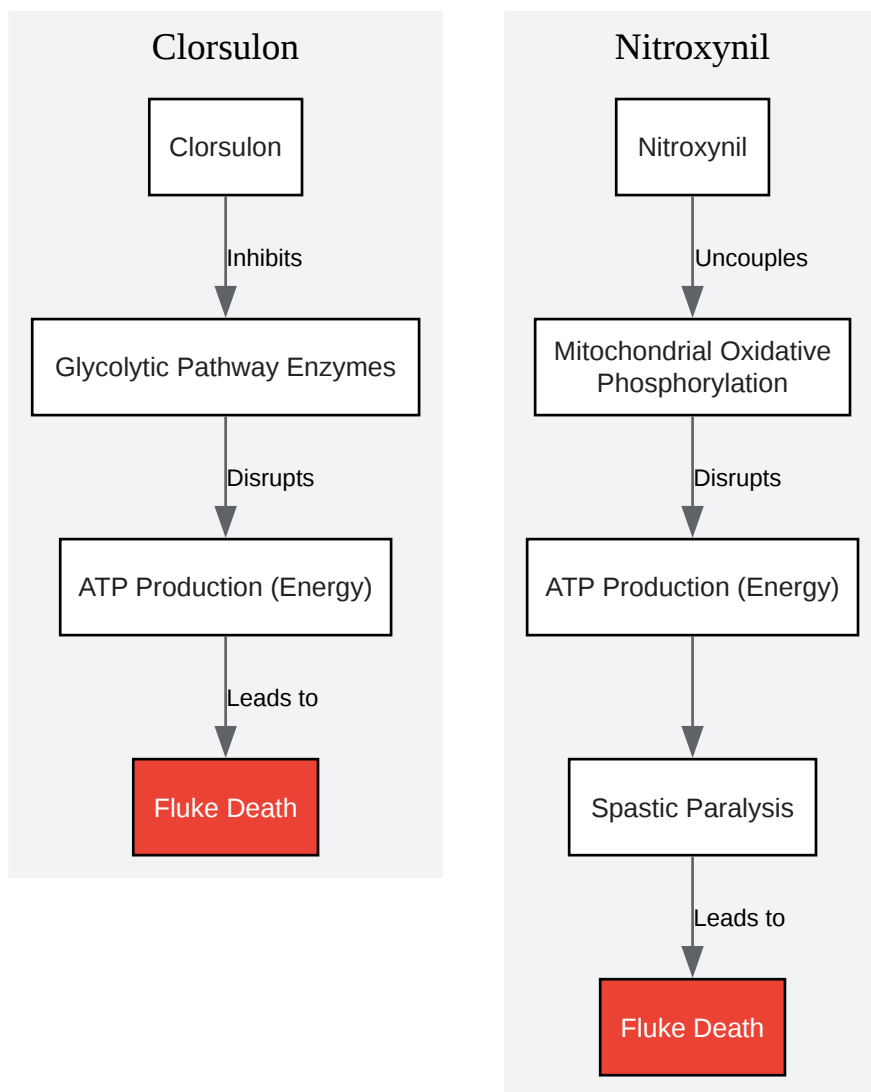 Clorsulon
Clorsulon
Inhibits
Glycolytic Pathway Enzymes
Disrupts
ATP Production (Energy)
Leads to
Fluke Death
Nitroxynil
Nitroxynil
Uncouples
Mitochondrial Oxidative
Phosphorylation
Disrupts
ATP Production (Energy)
Spastic Paralysis
Leads to
Fluke Death